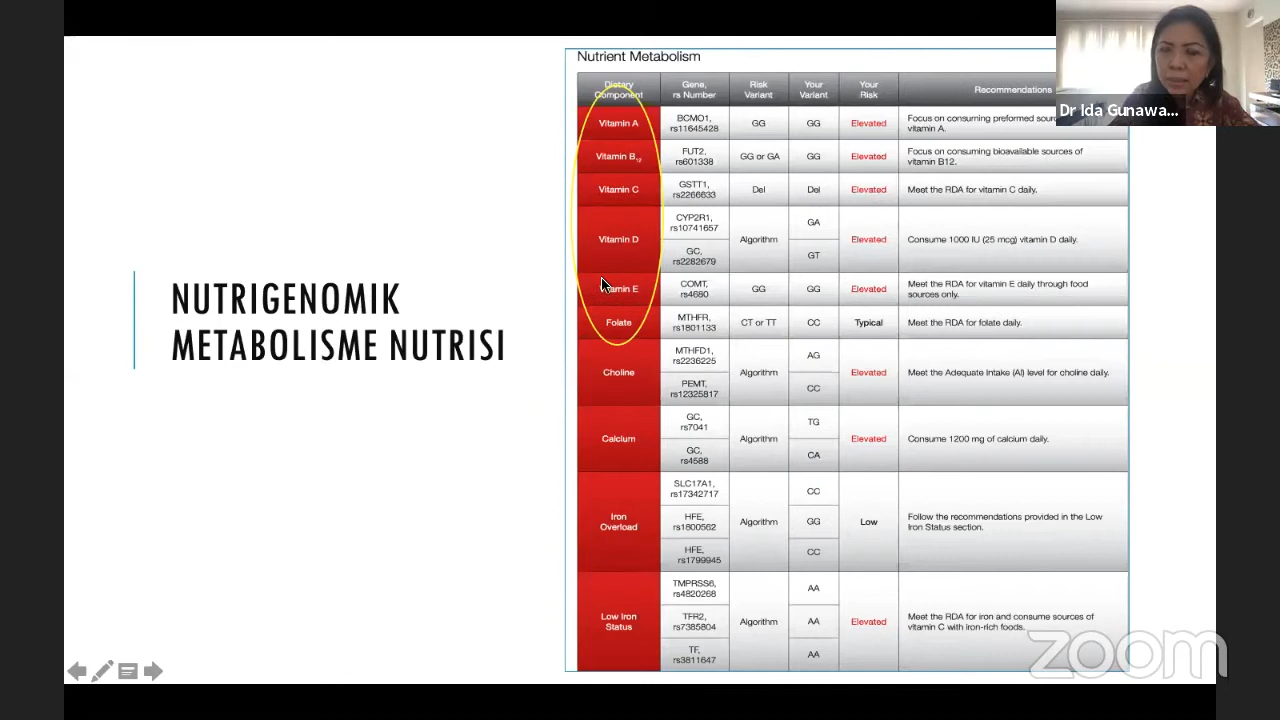 NUTRIGENOMIK
METABOLISME NUTRISI
Nutrient Metabolism
Dietary Component | Gene, rs Number | Risk Variant | Your Variant | Your Risk | Recommendations
Vitamin A | BCMO1, rs11645428 | GG | GG | Elevated | Focus on consuming preformed vitamin A.
Vitamin B12 | FUT2, rs601338 | GG or GA | GG | Elevated | Focus on consuming bioavailable sources of vitamin B12.
Vitamin C | GSTT1, rs2266633 | Del | Del | Elevated | Meet the RDA for vitamin C daily.
Vitamin D | CYP2R1, rs10741657 | Algorithm | GA | Elevated | Consume 1000 IU (25 mcg) vitamin D daily.
GC, rs2282679 | GT
Vitamin E | COMT, rs4680 | GG | GG | Elevated | Meet the RDA for vitamin E daily through food sources only.
Folate | MTHFR, rs1801133 | CT or TT | CC | Typical | Meet the RDA for folate daily.
Choline | MTHFD1, rs2236225 | Algorithm | AG | Elevated | Meet the Adequate Intake (AI) level for choline daily.
PEMT, rs12325817 | CC
Calcium | GC, rs7041 | Algorithm | TG | Elevated | Consume 1200 mg of calcium daily.
GC, rs4588 | CA
Iron Overload | SLC17A1, rs17342717 | Algorithm | CC | Low | Follow the recommendations provided in the Low Iron Status section.
HFE, rs1800562 | GG
HFE, rs1799945 | CC
Low Iron Status | TMPRSS6, rs4820268 | Algorithm | AA | Elevated | Meet the RDA for iron and consume sources of vitamin C with iron-rich foods.
TFR2, rs7385804 | AA
TF, rs3811647 | AA
Dr Ida Gunawa...
zoom